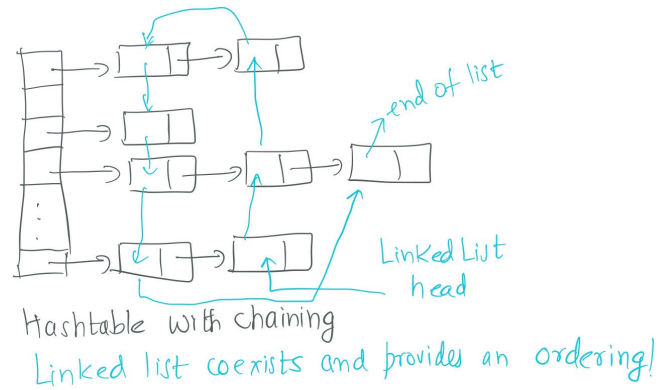 end of list
Linked List
head
Hashtable with chaining
Linked list coexists and provides an ordering!